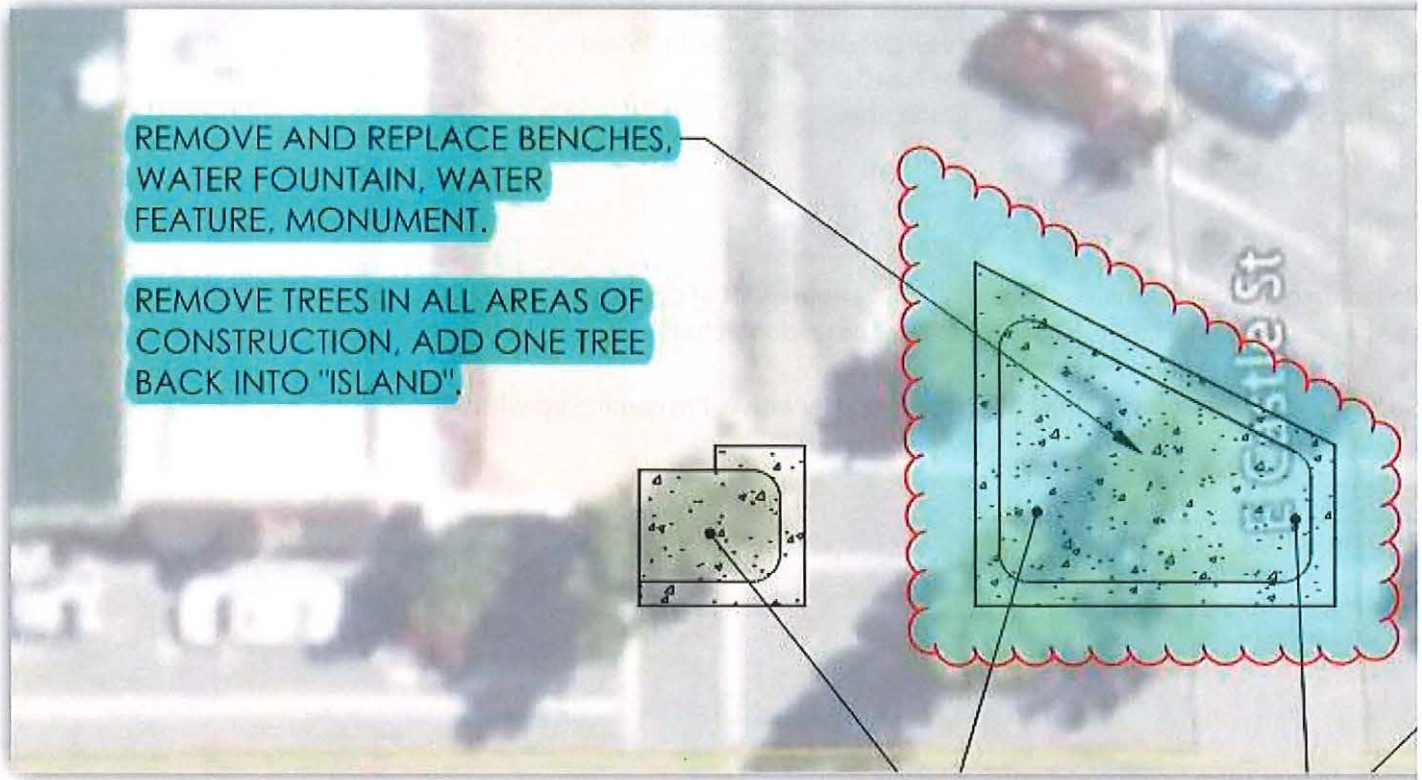 REMOVE AND REPLACE BENCHES,
WATER FOUNTAIN, WATER
FEATURE, MONUMENT.
REMOVE TREES IN ALL AREAS OF
CONSTRUCTION, ADD ONE TREE
BACK INTO "ISLAND".
E Castle St